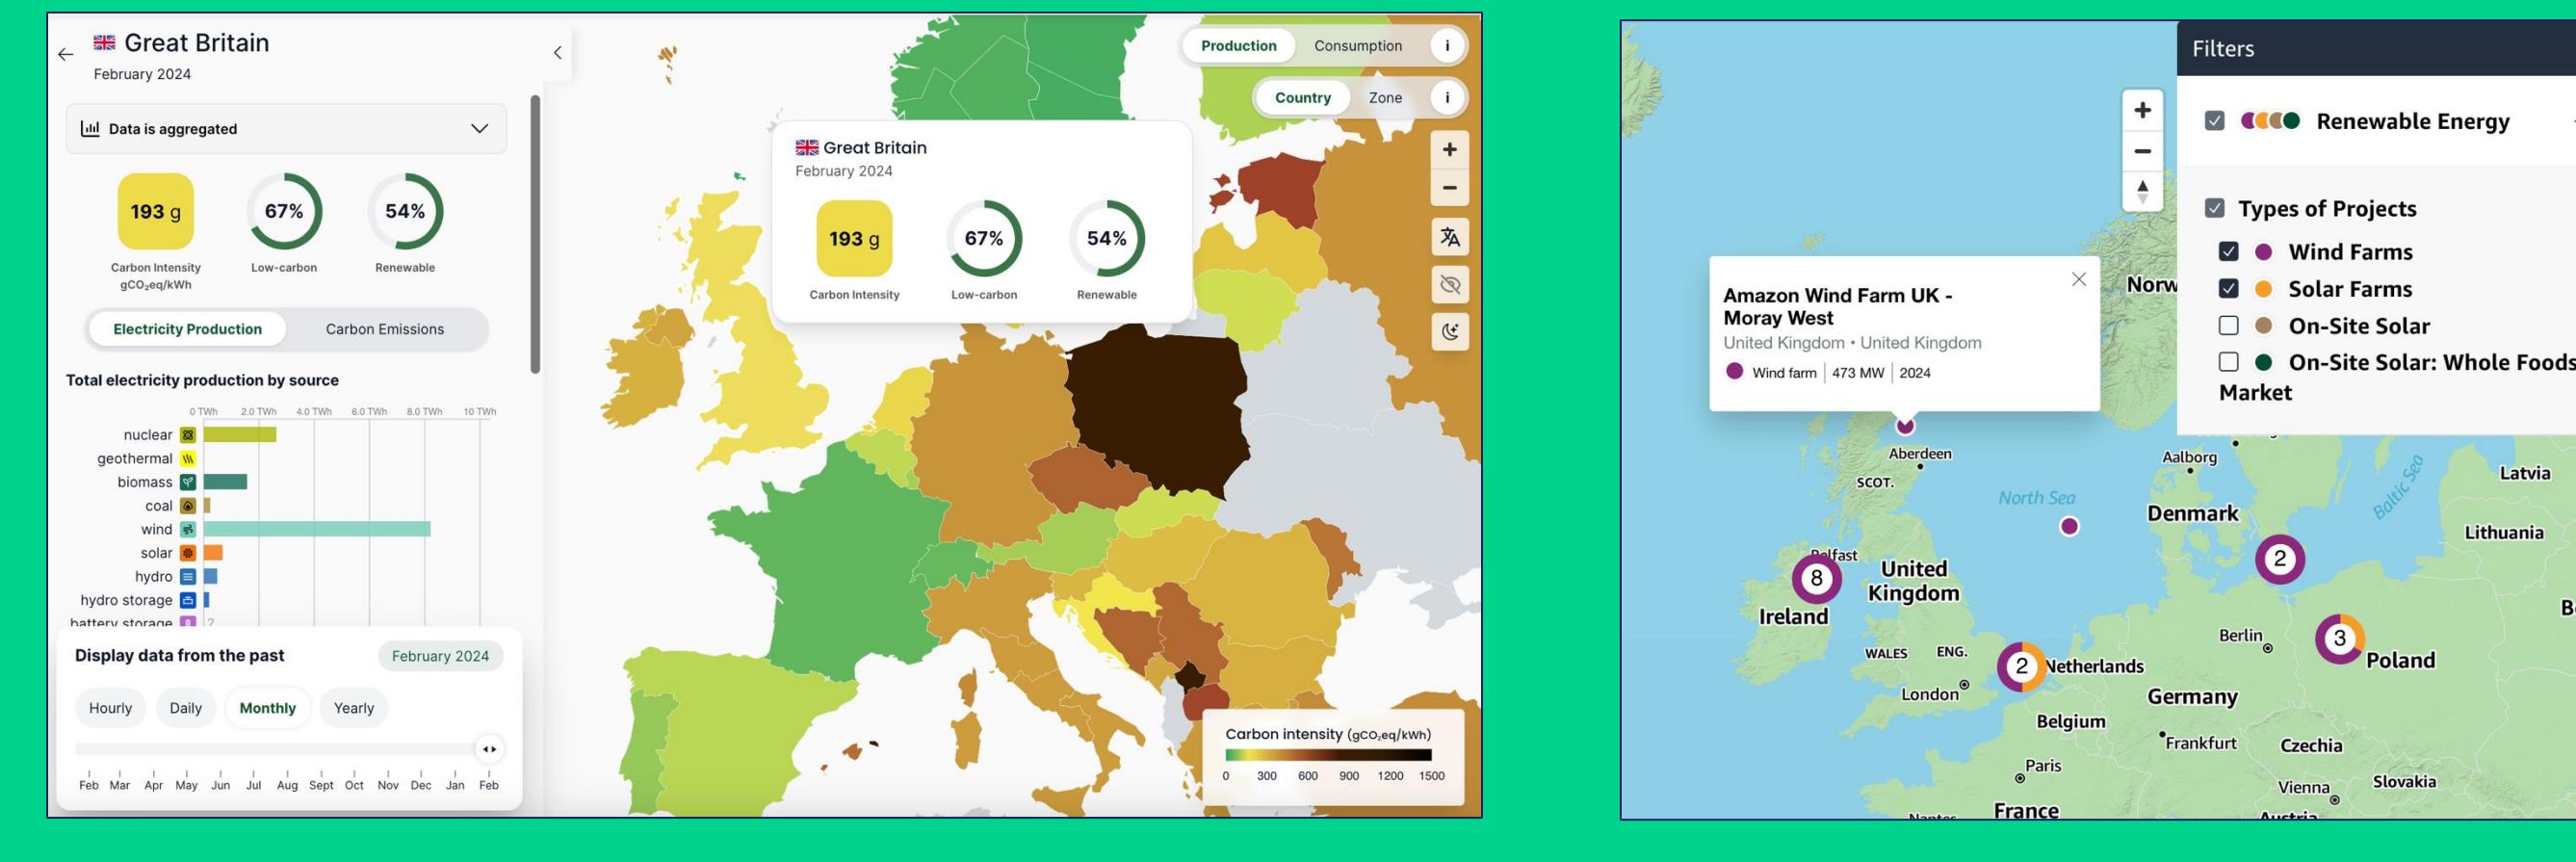 Great Britain
February 2024
Data is aggregated
193 g
67%
54%
Carbon Intensity
gCO₂eq/kWh
Low-carbon
Renewable
Electricity Production
Carbon Emissions
Total electricity production by source
0 TWh 2.0 TWh 4.0 TWh 6.0 TWh 8.0 TWh 10 TWh
nuclear
geothermal
biomass
coal
wind
solar
hydro
hydro storage
battery storage ?
Display data from the past
February 2024
Hourly Daily Monthly Yearly
Feb Mar Apr May Jun Jul Aug Sept Oct Nov Dec Jan Feb
Great Britain
February 2024
193 g
67%
54%
Carbon Intensity
Low-carbon
Renewable
Production Consumption i
Country Zone i
Carbon intensity (gCO₂eq/kWh)
0 300 600 900 1200 1500
Filters
Renewable Energy
Types of Projects
Wind Farms
Solar Farms
On-Site Solar
On-Site Solar: Whole Foods
Market
Amazon Wind Farm UK -
Moray West
United Kingdom • United Kingdom
Wind farm | 473 MW | 2024
Norw
Aberdeen
SCOT.
North Sea
Aalborg
Denmark
Baltic Sea
Latvia
Lithuania
Belfast
8
United
Kingdom
Ireland
2
WALES
ENG.
London
2
Netherlands
Berlin
3
Poland
Germany
Belgium
Frankfurt
Czechia
Paris
Vienna
Slovakia
France
Nantes
Austria
B